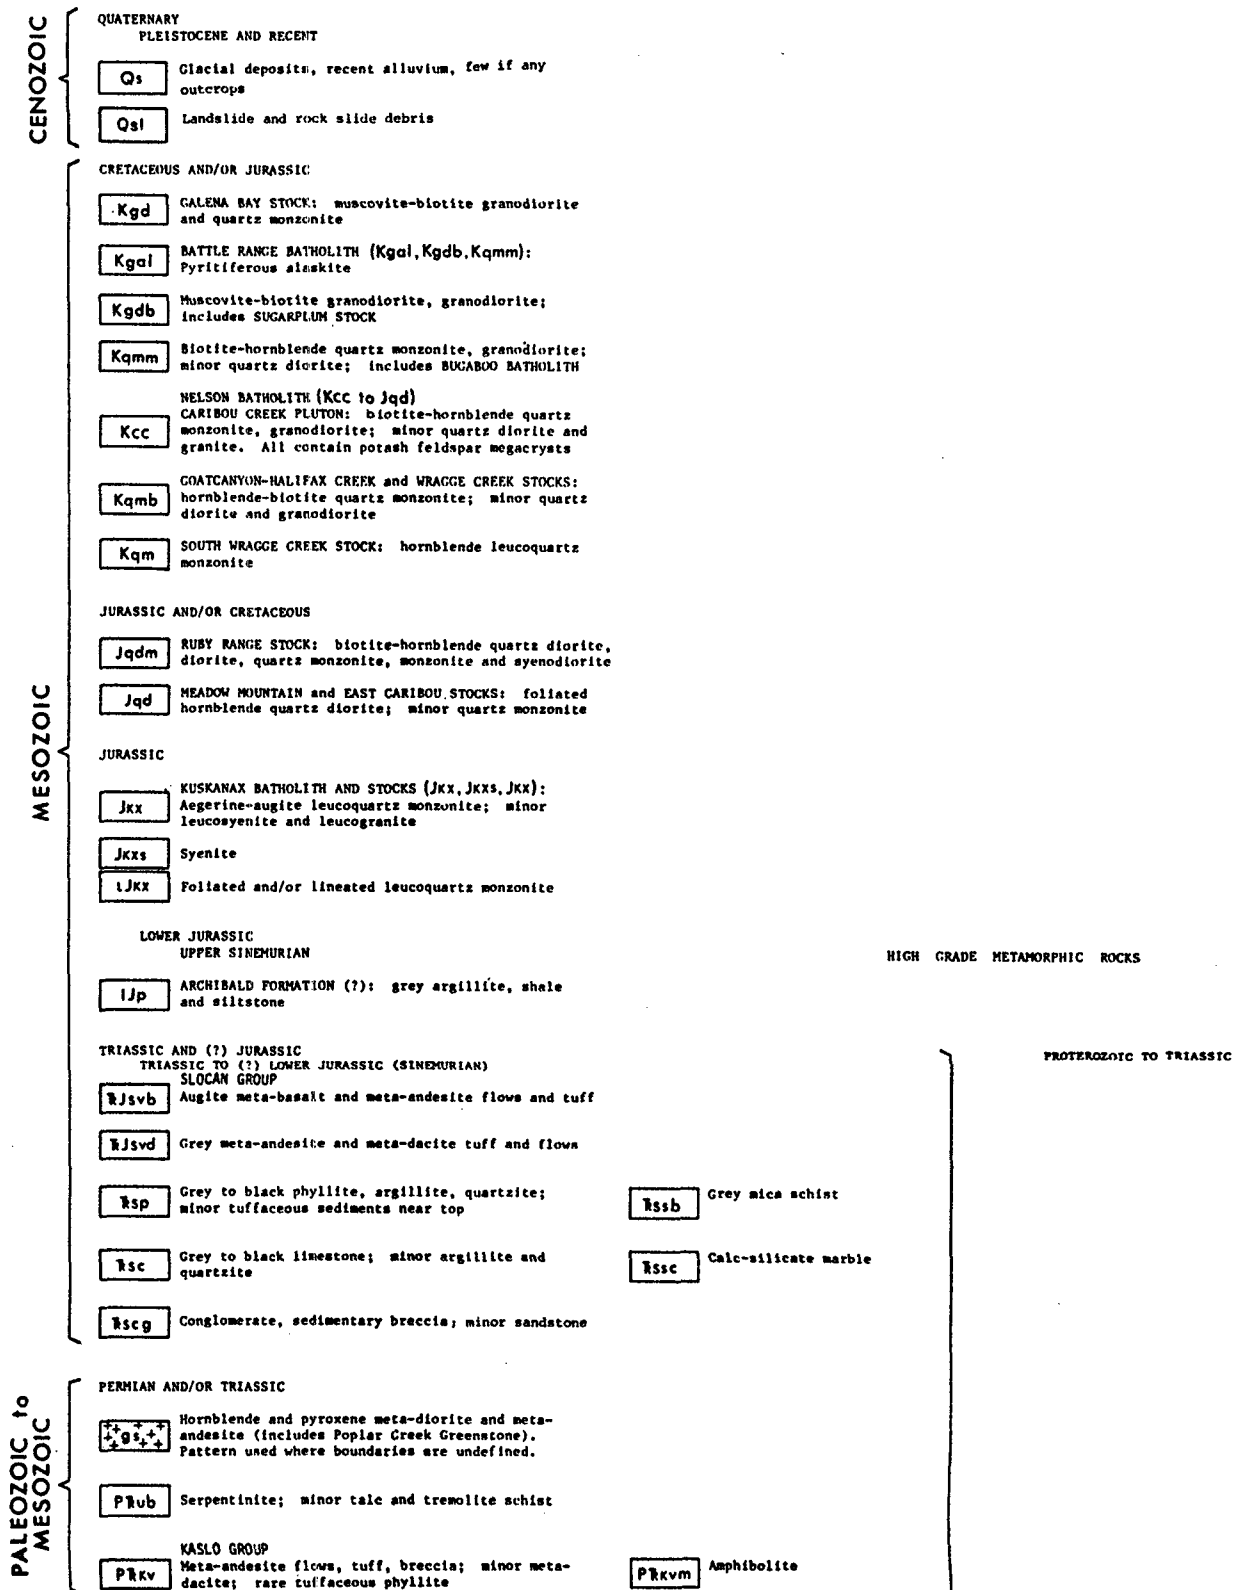 CENOZOIC
QUATERNARY
PLEISTOCENE AND RECENT
Qs
Glacial deposits, recent alluvium, few if any
outcrops
Qsl
Landslide and rock slide debris
MESOZOIC
CRETACEOUS AND/OR JURASSIC
Kgd
GALENA BAY STOCK: muscovite-biotite granodiorite
and quartz monzonite
Kgal
BATTLE RANGE BATHOLITH (Kgal, Kgdb, Kqmm):
Pyritiferous alaskite
Kgdb
Muscovite-biotite granodiorite, granodiorite;
includes SUGARPLUM STOCK
Kqmm
Biotite-hornblende quartz monzonite, granodiorite;
minor quartz diorite; includes BUGABOO BATHOLITH
NELSON BATHOLITH (Kcc to Jqd)
Kcc
CARIBOU CREEK PLUTON: biotite-hornblende quartz
monzonite, granodiorite; minor quartz diorite and
granite. All contain potash feldspar megacrysts
Kqmb
GOATCANYON-HALIFAX CREEK and WRAGGE CREEK STOCKS:
hornblende-biotite quartz monzonite; minor quartz
diorite and granodiorite
Kqm
SOUTH WRAGGE CREEK STOCK: hornblende leucoquartz
monzonite
JURASSIC AND/OR CRETACEOUS
Jqdm
RUBY RANGE STOCK: biotite-hornblende quartz diorite,
diorite, quartz monzonite, monzonite and syenodiorite
Jqd
MEADOW MOUNTAIN and EAST CARIBOU STOCKS: foliated
hornblende quartz diorite; minor quartz monzonite
JURASSIC
Jkx
KUSKANAX BATHOLITH AND STOCKS (Jkx, Jkxs, Jkx):
Aegerine-augite leucoquartz monzonite; minor
leucosyenite and leucogranite
Jkxs
Syenite
lJkx
Foliated and/or lineated leucoquartz monzonite
LOWER JURASSIC
UPPER SINEMURIAN
lJp
ARCHIBALD FORMATION (?): grey argillite, shale
and siltstone
HIGH GRADE METAMORPHIC ROCKS
TRIASSIC AND (?) JURASSIC
TRIASSIC TO (?) LOWER JURASSIC (SINEMURIAN)
PROTEROZOIC TO TRIASSIC
SLOCAN GROUP
TRJsvb
Augite meta-basalt and meta-andesite flows and tuff
TRJsvd
Grey meta-andesite and meta-dacite tuff and flows
TRsp
Grey to black phyllite, argillite, quartzite;
minor tuffaceous sediments near top
TRssb
Grey mica schist
TRsc
Grey to black limestone; minor argillite and
quartzite
TRssc
Calc-silicate marble
TRscg
Conglomerate, sedimentary breccia; minor sandstone
PALEOZOIC to
MESOZOIC
PERMIAN AND/OR TRIASSIC
gs
Hornblende and pyroxene meta-diorite and meta-
andesite (includes Poplar Creek Greenstone).
Pattern used where boundaries are undefined.
PTRub
Serpentinite; minor talc and tremolite schist
KASLO GROUP
PTRkv
Meta-andesite flows, tuff, breccia; minor meta-
dacite; rare tuffaceous phyllite
PTRkvm
Amphibolite